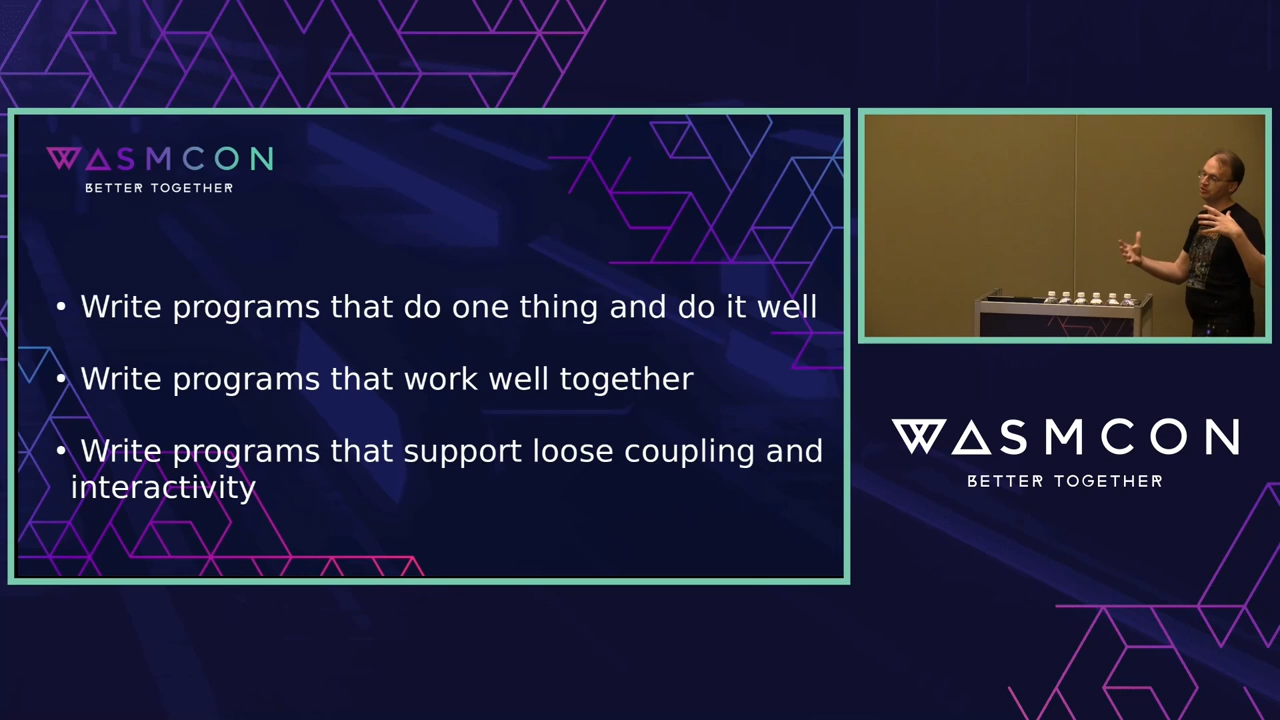 WASMCON
BETTER TOGETHER
• Write programs that do one thing and do it well
• Write programs that work well together
• Write programs that support loose coupling and
interactivity
WASMCON
BETTER TOGETHER